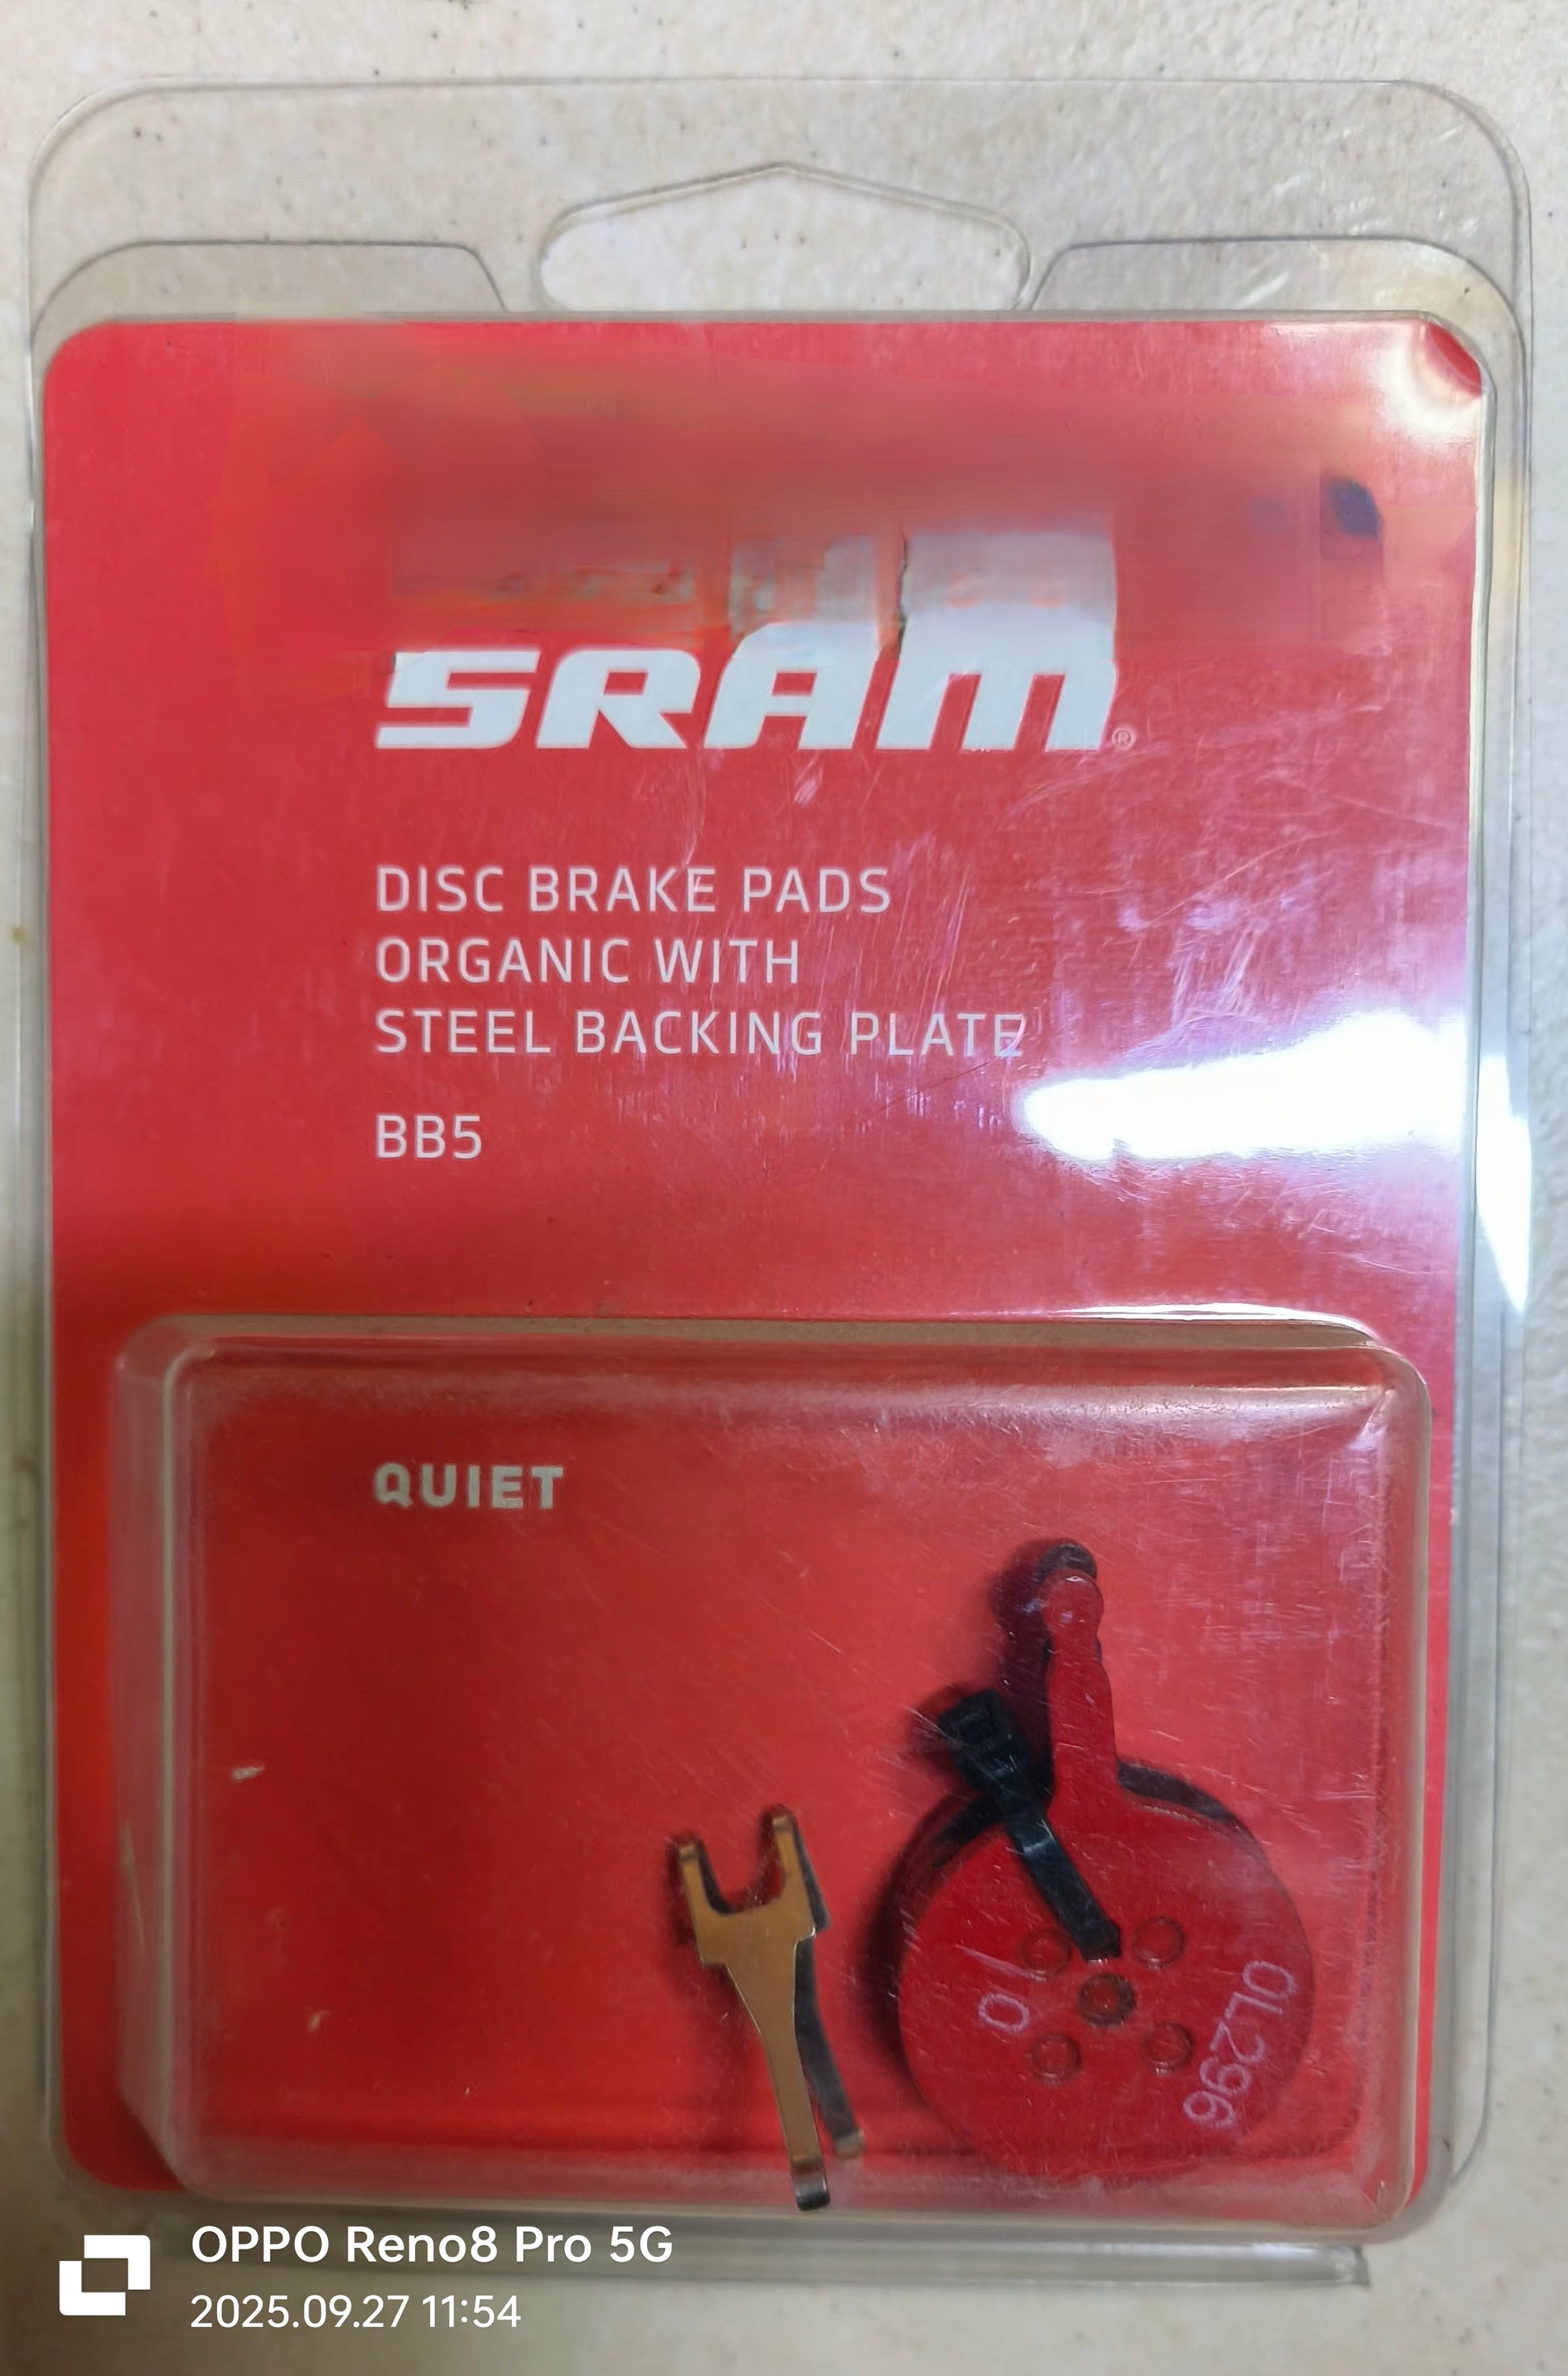 SRAM®
DISC BRAKE PADS
ORGANIC WITH
STEEL BACKING PLATE
BB5
QUIET
O
OL296
OPPO Reno8 Pro 5G
2025.09.27 11:54